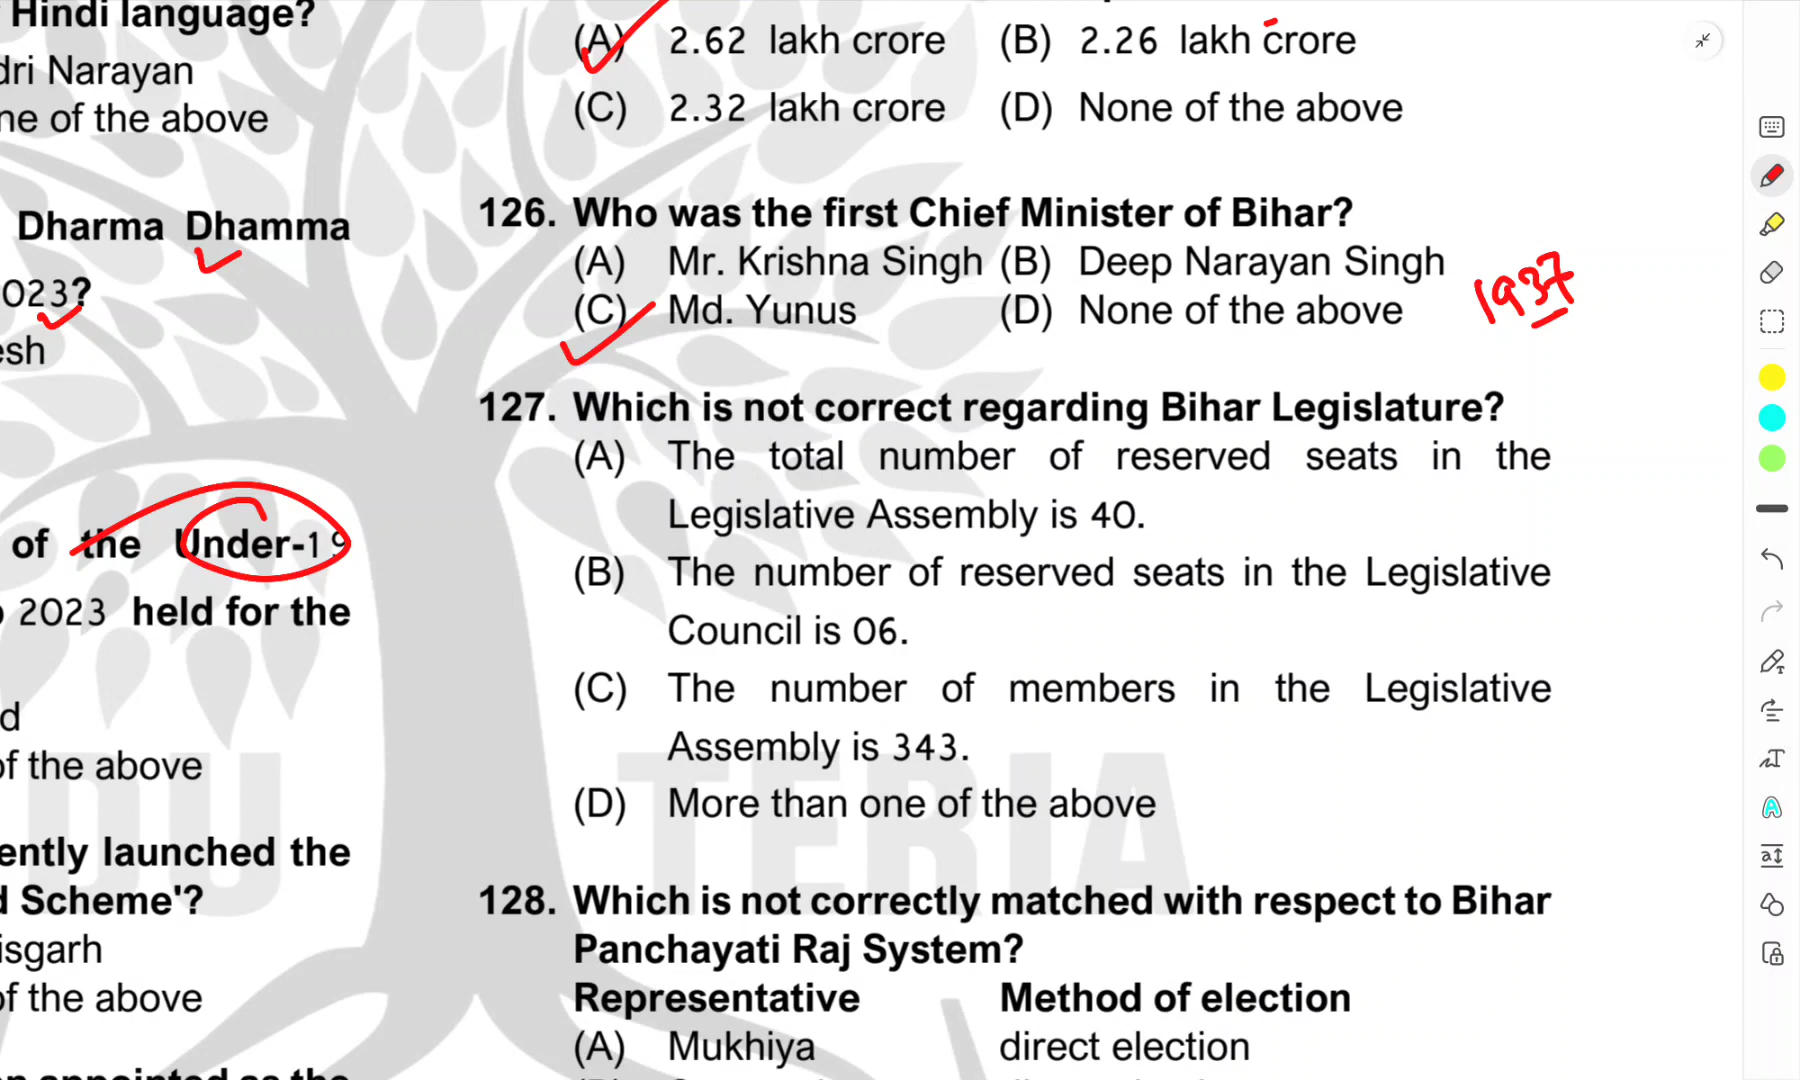 Hindi language?
dri Narayan
ne of the above
Dharma Dhamma
023?
esh
of the Under-19
2023 held for the
d
of the above
ently launched the
d Scheme'?
isgarh
of the above
n appointed as the
(A) 2.62 lakh crore (B) 2.26 lakh crore
(C) 2.32 lakh crore (D) None of the above
126. Who was the first Chief Minister of Bihar?
(A) Mr. Krishna Singh (B) Deep Narayan Singh
(C) Md. Yunus (D) None of the above
1937
127. Which is not correct regarding Bihar Legislature?
(A) The total number of reserved seats in the
Legislative Assembly is 40.
(B) The number of reserved seats in the Legislative
Council is 06.
(C) The number of members in the Legislative
Assembly is 343.
(D) More than one of the above
128. Which is not correctly matched with respect to Bihar
Panchayati Raj System?
Representative Method of election
(A) Mukhiya direct election
DU TERIA